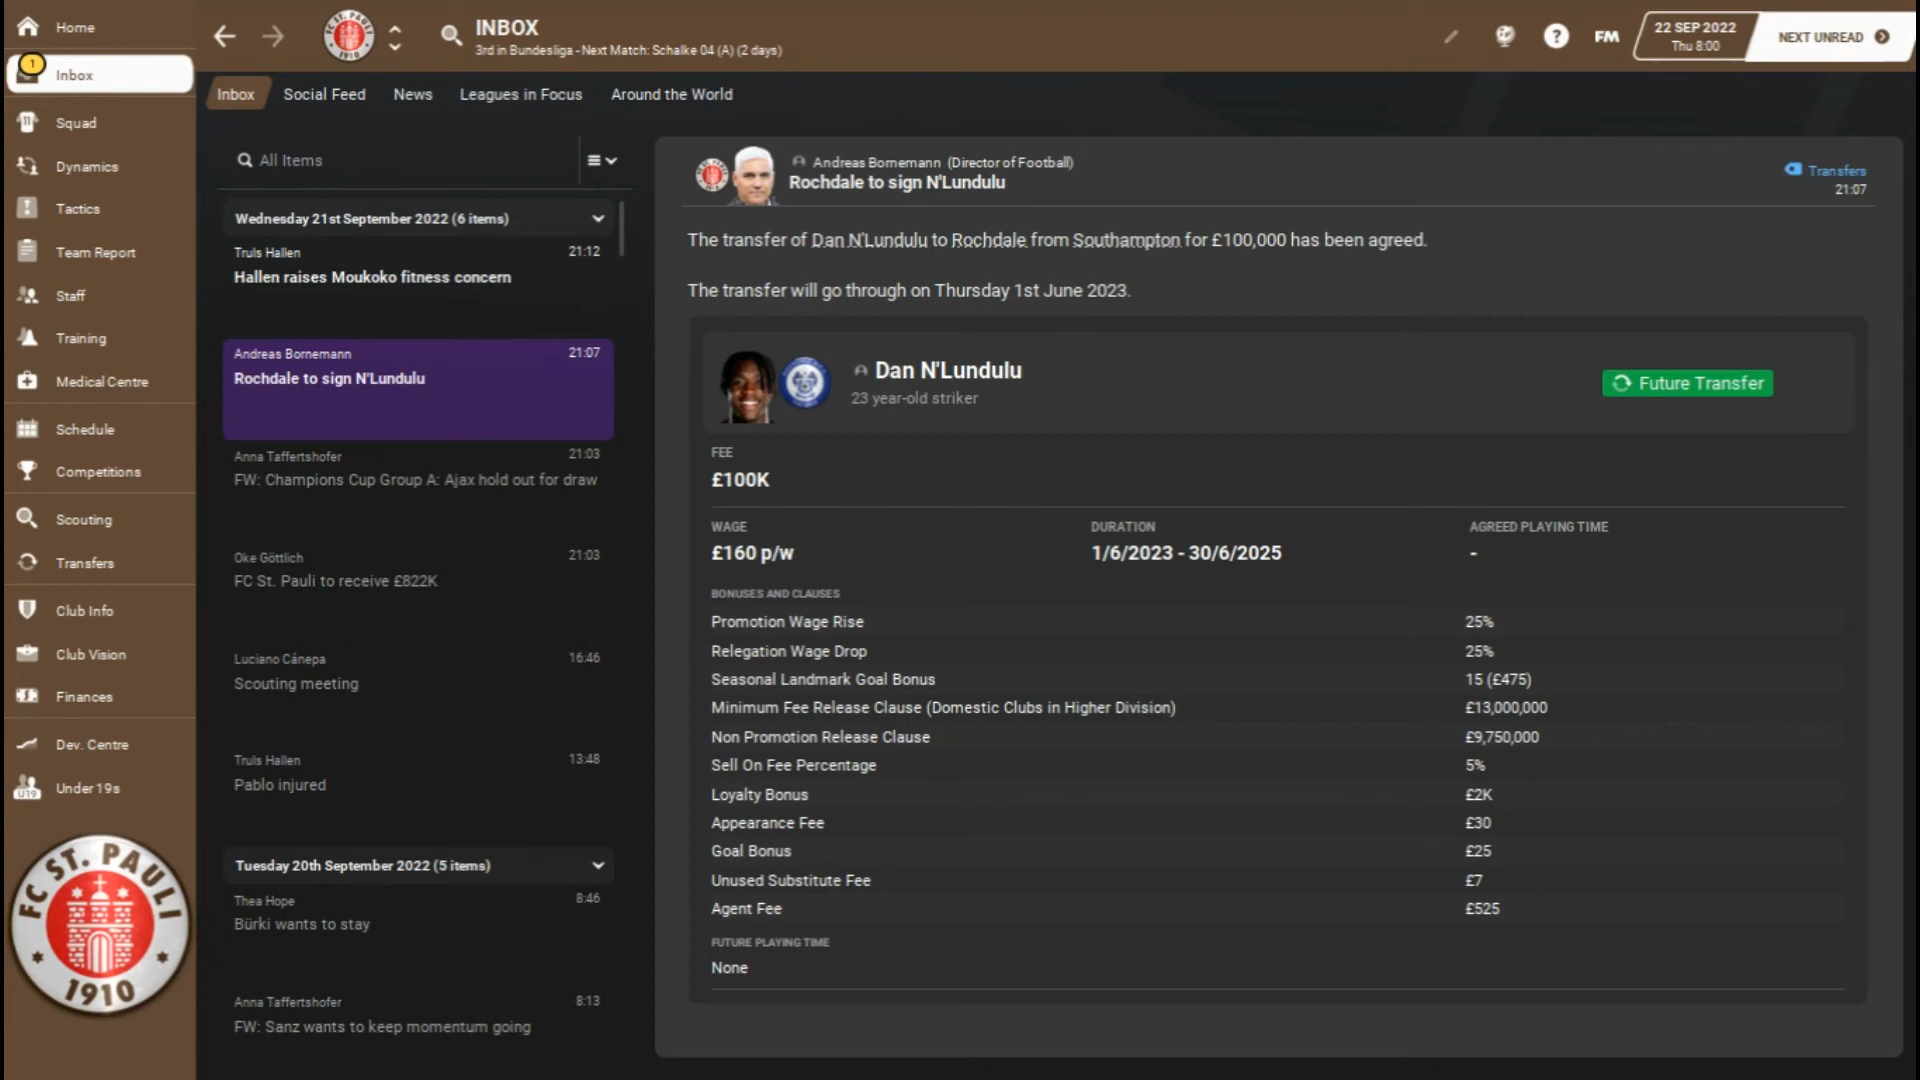 Home
1
Inbox
Squad
Dynamics
Tactics
Team Report
Staff
Training
Medical Centre
Schedule
Competitions
Scouting
Transfers
Club Info
Club Vision
Finances
Dev. Centre
U19
Under 19s
FC ST. PAULI
1910
FC ST. PAULI
1910
INBOX
3rd in Bundesliga - Next Match: Schalke 04 (A) (2 days)
?
FM
22 SEP 2022
Thu 8:00
NEXT UNREAD
Inbox
Social Feed
News
Leagues in Focus
Around the World
All Items
Wednesday 21st September 2022 (6 items)
Truls Hallen 21:12
Hallen raises Moukoko fitness concern
Andreas Bornemann 21:07
Rochdale to sign N'Lundulu
Anna Taffertshofer 21:03
FW: Champions Cup Group A: Ajax hold out for draw
Oke Göttlich 21:03
FC St. Pauli to receive £822K
Luciano Cánepa 16:46
Scouting meeting
Truls Hallen 13:48
Pablo injured
Tuesday 20th September 2022 (5 items)
Thea Hope 8:46
Bürki wants to stay
Anna Taffertshofer 8:13
FW: Sanz wants to keep momentum going
Andreas Bornemann (Director of Football)
Rochdale to sign N'Lundulu
Transfers
21:07
The transfer of Dan N'Lundulu to Rochdale from Southampton for £100,000 has been agreed.
The transfer will go through on Thursday 1st June 2023.
Dan N'Lundulu
23 year-old striker
Future Transfer
FEE
£100K
WAGE DURATION AGREED PLAYING TIME
£160 p/w 1/6/2023 - 30/6/2025 -
BONUSES AND CLAUSES
Promotion Wage Rise 25%
Relegation Wage Drop 25%
Seasonal Landmark Goal Bonus 15 (£475)
Minimum Fee Release Clause (Domestic Clubs in Higher Division) £13,000,000
Non Promotion Release Clause £9,750,000
Sell On Fee Percentage 5%
Loyalty Bonus £2K
Appearance Fee £30
Goal Bonus £25
Unused Substitute Fee £7
Agent Fee £525
FUTURE PLAYING TIME
None